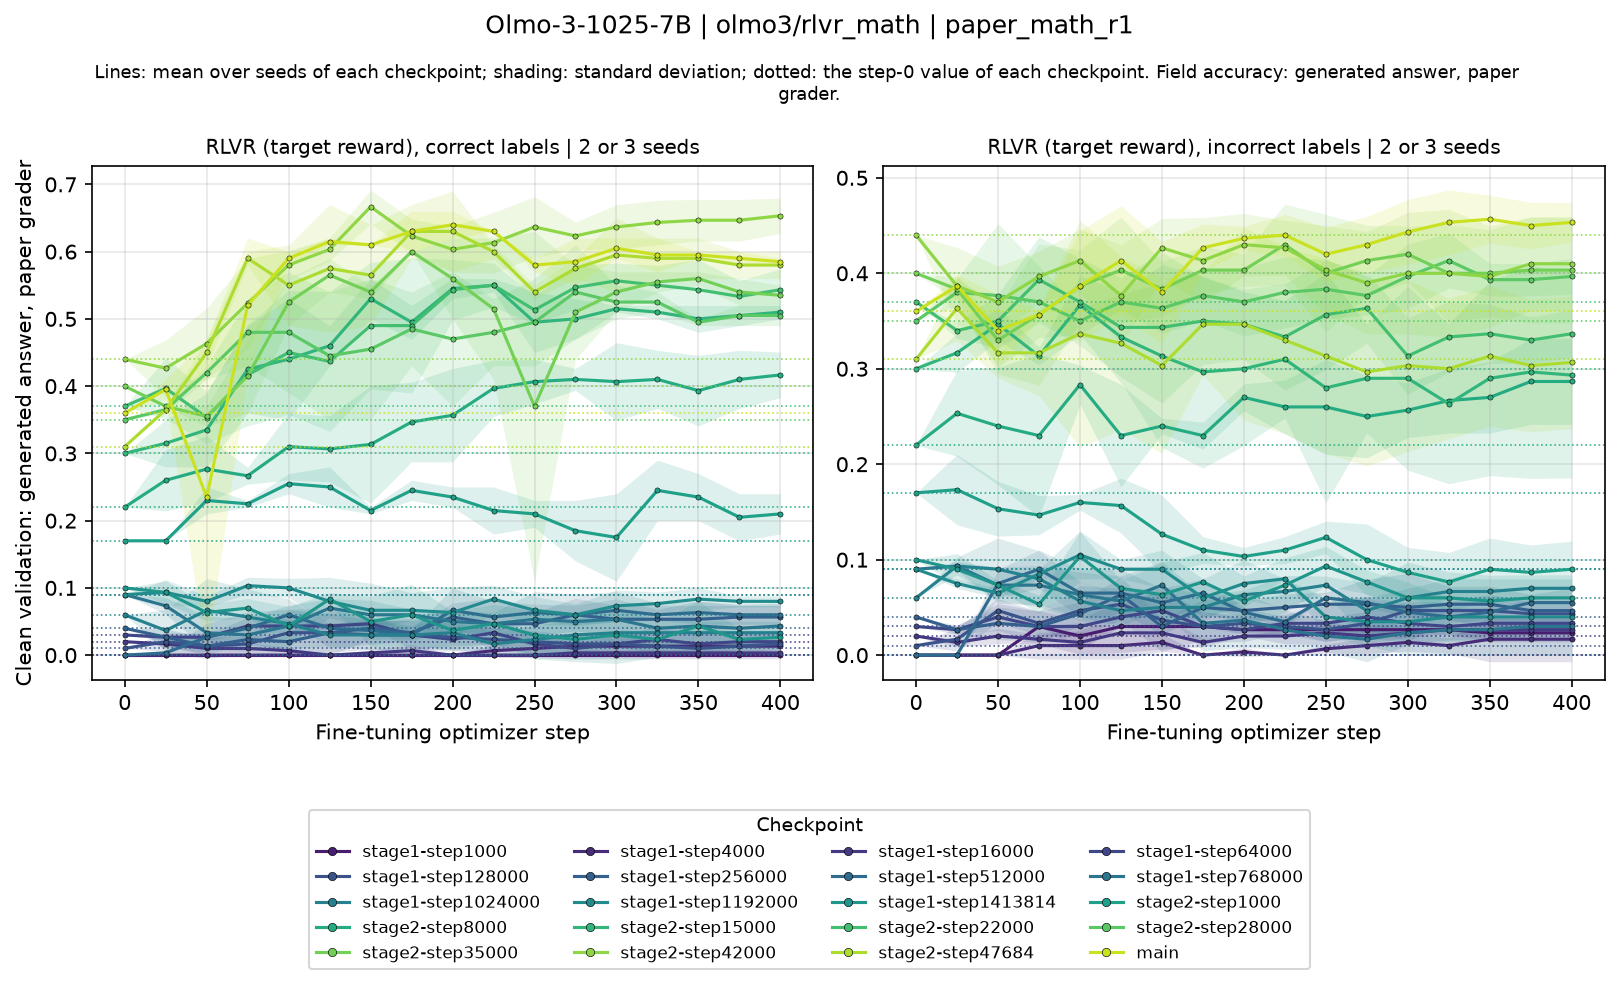 Olmo-3-1025-7B | olmo3/rlvr_math | paper_math_r1
Lines: mean over seeds of each checkpoint; shading: standard deviation; dotted: the step-0 value of each checkpoint. Field accuracy: generated answer, paper
grader.
RLVR (target reward), correct labels | 2 or 3 seeds
Clean validation: generated answer, paper grader
0.7
0.6
0.5
0.4
0.3
0.2
0.1
0.0
0 50 100 150 200 250 300 350 400
Fine-tuning optimizer step
RLVR (target reward), incorrect labels | 2 or 3 seeds
0.5
0.4
0.3
0.2
0.1
0.0
0 50 100 150 200 250 300 350 400
Fine-tuning optimizer step
Checkpoint
stage1-step1000 stage1-step4000 stage1-step16000 stage1-step64000
stage1-step128000 stage1-step256000 stage1-step512000 stage1-step768000
stage1-step1024000 stage1-step1192000 stage1-step1413814 stage2-step1000
stage2-step8000 stage2-step15000 stage2-step22000 stage2-step28000
stage2-step35000 stage2-step42000 stage2-step47684 main